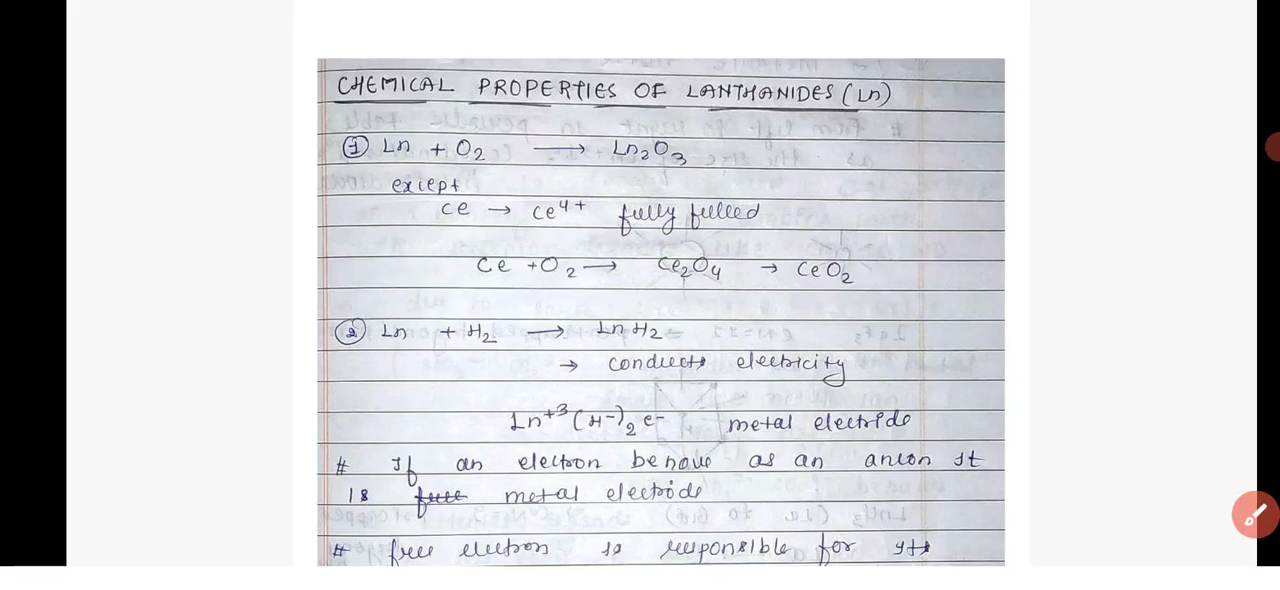 CHEMICAL PROPERTIES OF LANTHANIDES (Ln)
① Ln + O₂ ⟶ Ln₂O₃
except
Ce → Ce⁴⁺ fully fulled
Ce + O₂ ⟶ Ce₂O₄ → CeO₂
② Ln + H₂ ⟶ LnH₂
→ conducts electricity
Ln⁺³(H⁻)₂ e⁻ metal electride
# If an electron behave as an anion It
Is metal electride
# free electron is responsible for Its